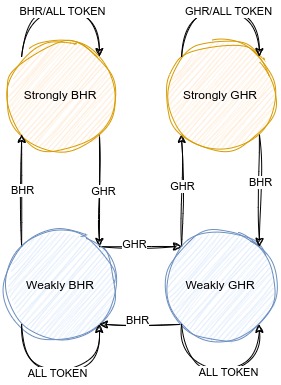 BHR/ALL TOKEN
GHR/ALL TOKEN
Strongly BHR
Strongly GHR
BHR
GHR
GHR
BHR
GHR
Weakly BHR
Weakly GHR
BHR
ALL TOKEN
ALL TOKEN